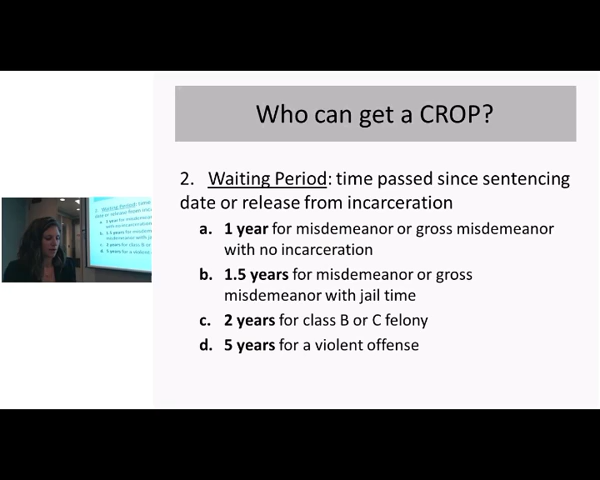 Who can get a CROP?
2. Waiting Period: time passed since sentencing
date or release from incarceration
a. 1 year for misdemeanor or gross misdemeanor
with no incarceration
b. 1.5 years for misdemeanor or gross
misdemeanor with jail time
c. 2 years for class B or C felony
d. 5 years for a violent offense